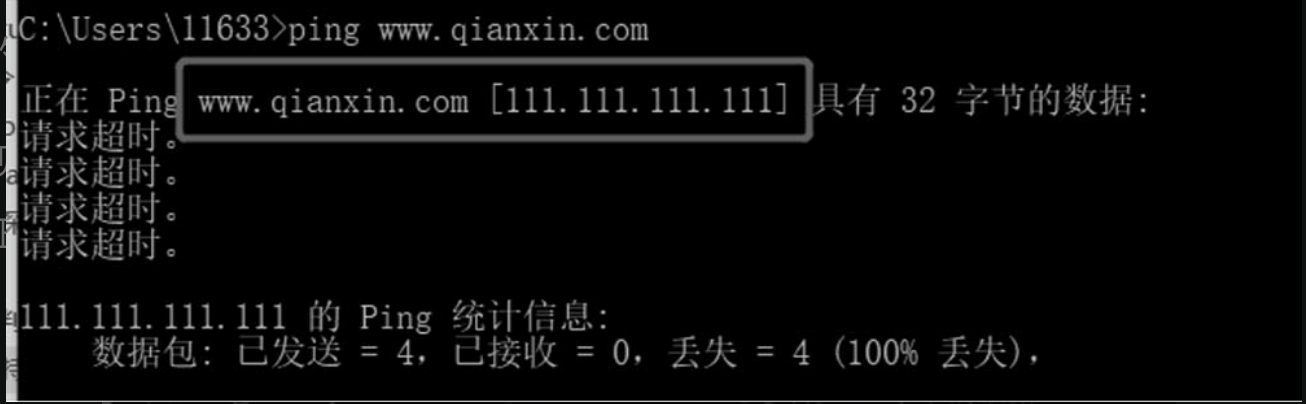 C:\Users\11633>ping www.qianxin.com
正在 Ping www.qianxin.com [111.111.111.111] 具有 32 字节的数据:
请求超时。
请求超时。
请求超时。
请求超时。
111.111.111.111 的 Ping 统计信息:
数据包: 已发送 = 4，已接收 = 0，丢失 = 4 (100% 丢失)，